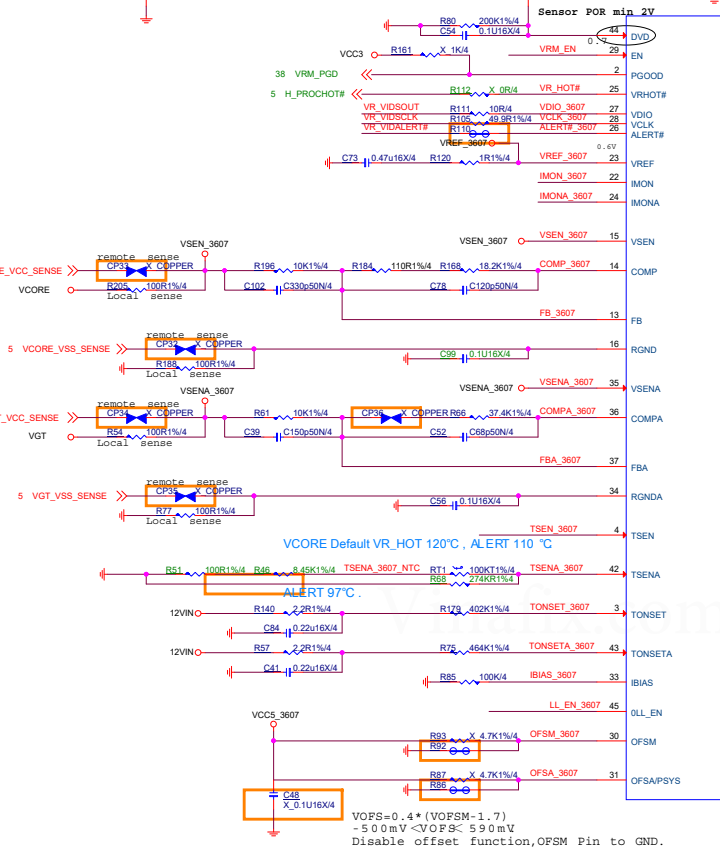 Sensor POR min 2V
R80 200K1%/4
C54 0.1U16X/4
44 DVD
0.7
VCC3 R161 X_1K/4 VRM_EN 29 EN
38 VRM_PGD 2 PGOOD
5 H_PROCHOT# R112 X_0R/4 VR_HOT# 25 VRHOT#
VR_VIDSOUT R111 10R/4 VDIO_3607 27 VDIO
VR_VIDSCLK R105 49.9R1%/4 VCLK_3607 28 VCLK
VR_VIDALERT# R110 ALERT#_3607 26 ALERT#
VREF_3607 0.6V
C73 0.47u16X/4 R120 1R1%/4 VREF_3607 23 VREF
IMON_3607 22 IMON
IMONA_3607 24 IMONA
VSEN_3607 VSEN_3607 VSEN_3607 15 VSEN
remote sense
E_VCC_SENSE CP33 X_COPPER R196 10K1%/4 R184 110R1%/4 R168 18.2K1%/4 COMP_3607 14 COMP
VCORE R205 100R1%/4 C102 C330p50N/4 C78 C120p50N/4
Local sense
FB_3607 13 FB
remote sense
5 VCORE_VSS_SENSE CP32 X_COPPER 16 RGND
C99 0.1U16X/4
R188 100R1%/4
Local sense
VSENA_3607 VSENA_3607 VSENA_3607 35 VSENA
remote sense
T_VCC_SENSE CP34 X_COPPER R61 10K1%/4 CP36 X_COPPER R66 37.4K1%/4 COMPA_3607 36 COMPA
VGT R54 100R1%/4 C39 C150p50N/4 C52 C68p50N/4
Local sense
FBA_3607 37 FBA
remote sense
5 VGT_VSS_SENSE CP35 X_COPPER 34 RGNDA
C56 0.1U16X/4
R77 100R1%/4
Local sense
TSEN_3607 4 TSEN
VCORE Default VR_HOT 120℃ , ALERT 110 ℃
R51 100R1%/4 R46 8.45K1%/4 TSENA_3607_NTC RT1 100KT1%/4 TSENA_3607 42 TSENA
R68 274KR1%/4
ALERT 97℃ .
12VIN R140 2.2R1%/4 R179 402K1%/4 TONSET_3607 3 TONSET
C84 0.22u16X/4
12VIN R57 2.2R1%/4 R75 464K1%/4 TONSETA_3607 43 TONSETA
C41 0.22u16X/4
R85 100K/4 IBIAS_3607 33 IBIAS
LL_EN_3607 45 0LL_EN
VCC5_3607
R93 X_4.7K1%/4 OFSM_3607 30 OFSM
R92
R87 X_4.7K1%/4 OFSA_3607 31 OFSA/PSYS
R86
C48
X_0.1U16X/4
VOFS=0.4*(VOFSM-1.7)
-500mV <VOFS< 590mV
Disable offset function,OFSM Pin to GND.